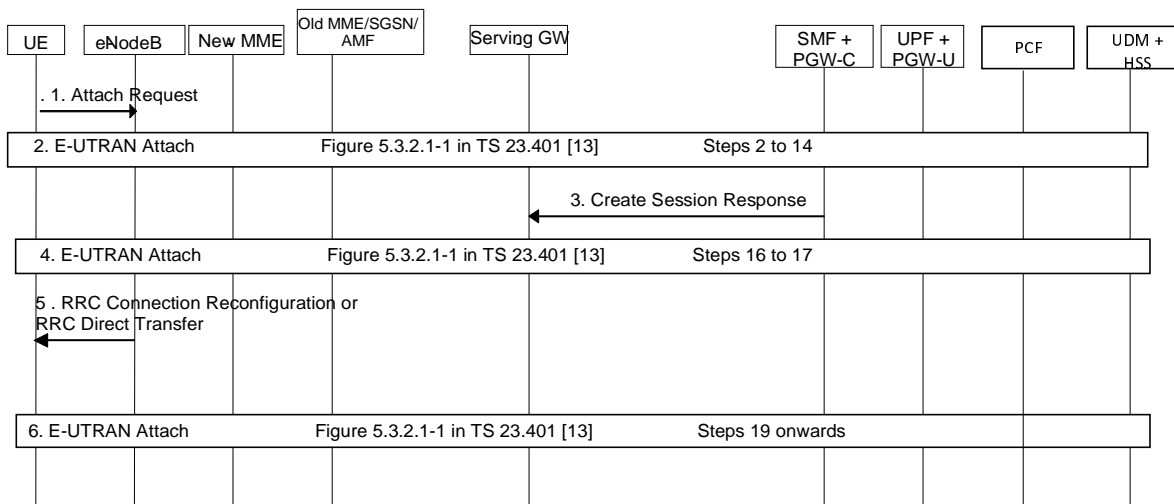 UE
eNodeB
New MME
Old MME/SGSN/
AMF
Serving GW
SMF +
PGW-C
UPF +
PGW-U
PCF
UDM +
HSS
. 1. Attach Request
2. E-UTRAN Attach Figure 5.3.2.1-1 in TS 23.401 [13] Steps 2 to 14
3. Create Session Response
4. E-UTRAN Attach Figure 5.3.2.1-1 in TS 23.401 [13] Steps 16 to 17
5 . RRC Connection Reconfiguration or
RRC Direct Transfer
6. E-UTRAN Attach Figure 5.3.2.1-1 in TS 23.401 [13] Steps 19 onwards